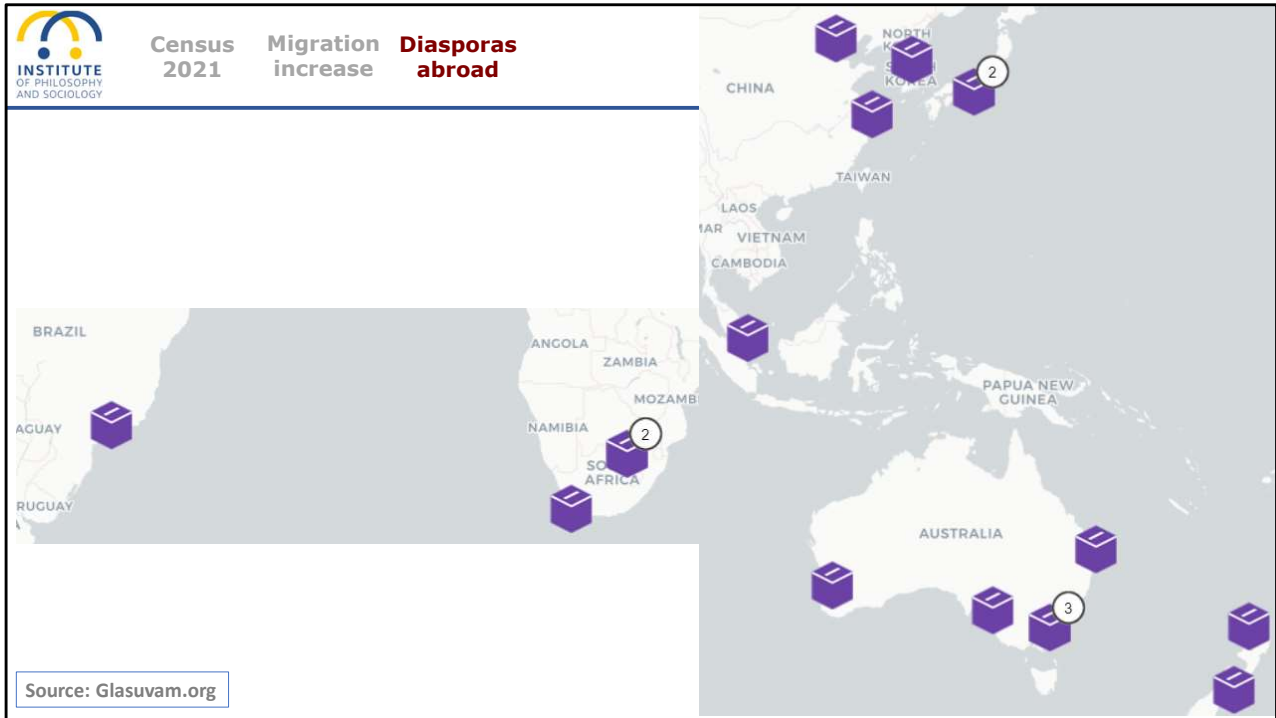 INSTITUTE
OF PHILOSOPHY
AND SOCIOLOGY
Census
2021
Migration
increase
Diasporas
abroad
NORTH
KOREA
CHINA
2
TAIWAN
LAOS
VIETNAM
CAMBODIA
BRAZIL
ANGOLA
ZAMBIA
MOZAMB
AGUAY
NAMIBIA
2
AFRICA
RUGUAY
PAPUA NEW
GUINEA
AUSTRALIA
3
Source: Glasuvam.org